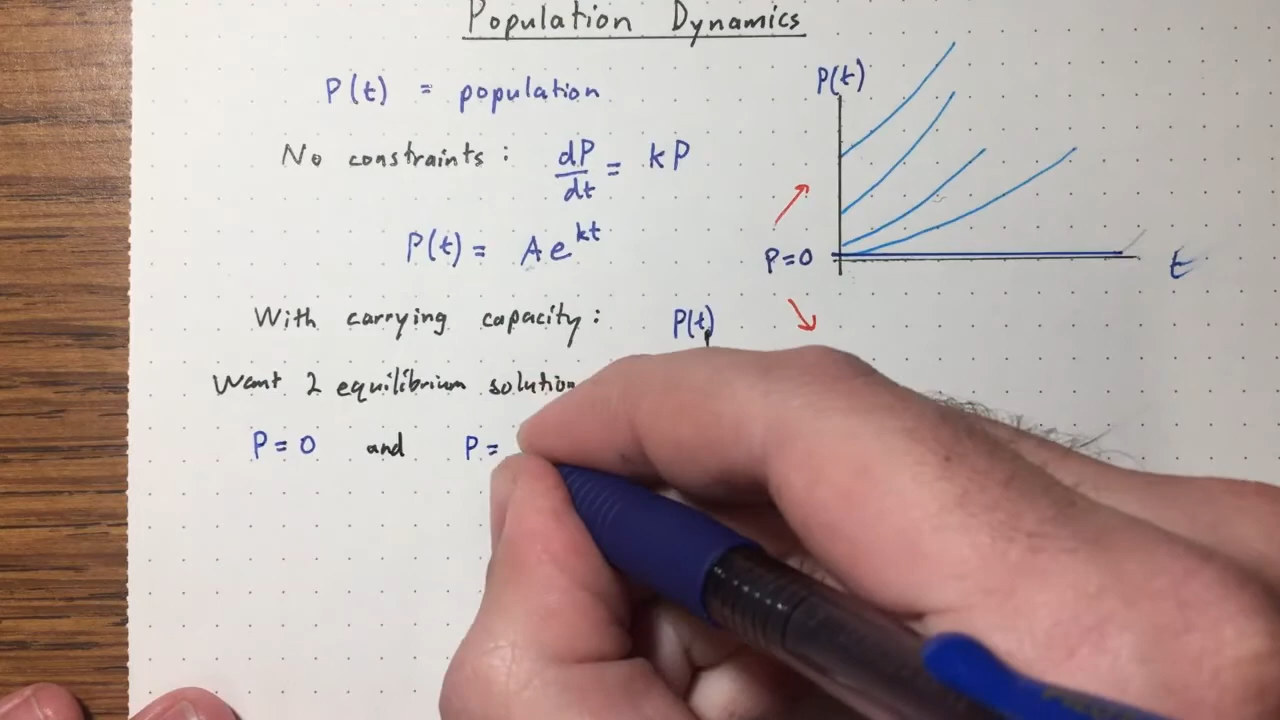 Population Dynamics
P(t) = population
No constraints: dP/dt = kP
P(t) = Ae^kt
With carrying capacity:
Want 2 equilibrium
P = 0 and P =
P(t)
P=0
t
P(t)